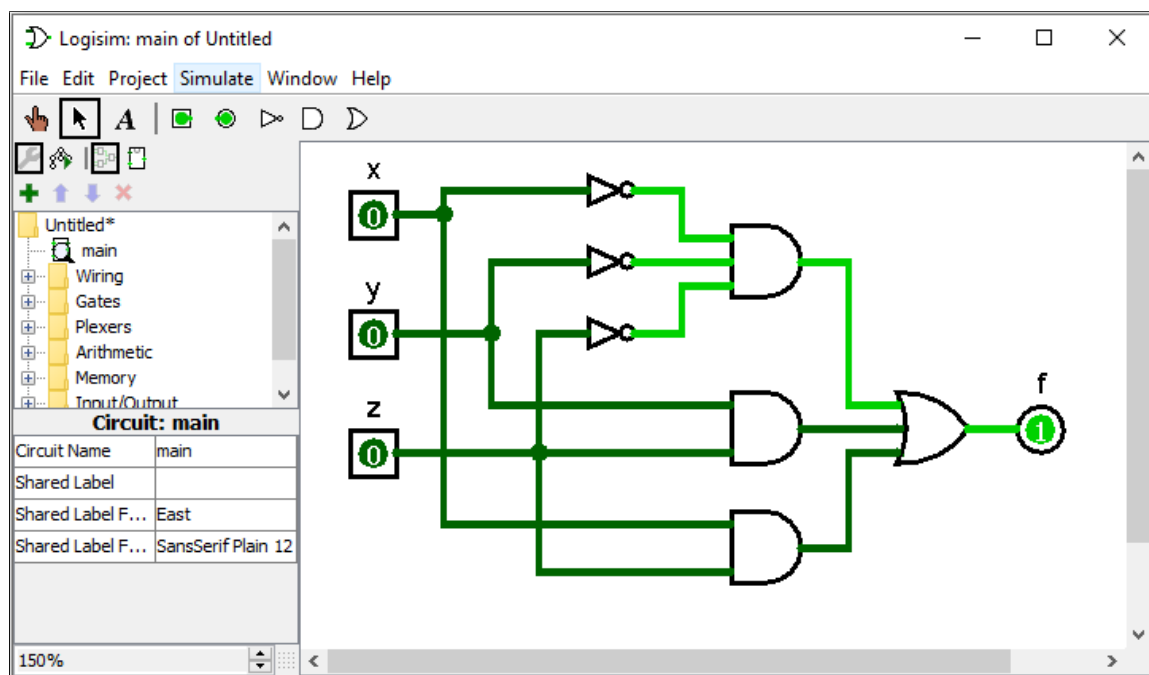 Logisim: main of Untitled
File Edit Project Simulate Window Help
A
Untitled*
main
Wiring
Gates
Plexers
Arithmetic
Memory
Input/Output
Circuit: main
Circuit Name main
Shared Label
Shared Label F... East
Shared Label F... SansSerif Plain 12
150%
x
0
y
0
z
0
f
1